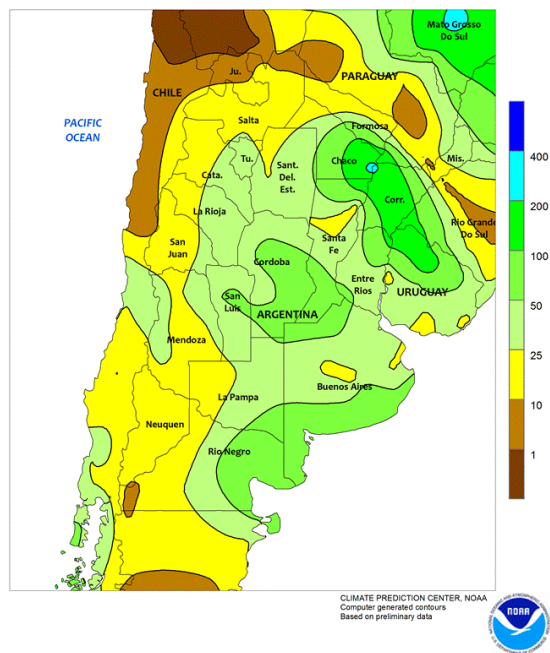 Mato Grosso
Do Sul
Ju.
PARAGUAY
CHILE
PACIFIC
OCEAN
Salta
Formosa
Tu.
Sant.
Del.
Est.
Chaco
Mis.
Cata.
La Rioja
Corr.
Rio Grande
Do Sul
San
Juan
Santa
Fe
Cordoba
Entre
Rios
URUGUAY
San
Luis
ARGENTINA
Mendoza
Buenos Aires
La Pampa
Neuquen
Rio Negro
400
200
100
50
25
10
1
CLIMATE PREDICTION CENTER, NOAA
Computer generated contours
Based on preliminary data
NOAA